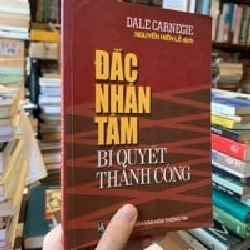 DALE CARNEGIE
NGUYỄN HIẾN LÊ dịch
ĐẮC
NHÂN
TÂM
BÍ QUYẾT
THÀNH CÔNG